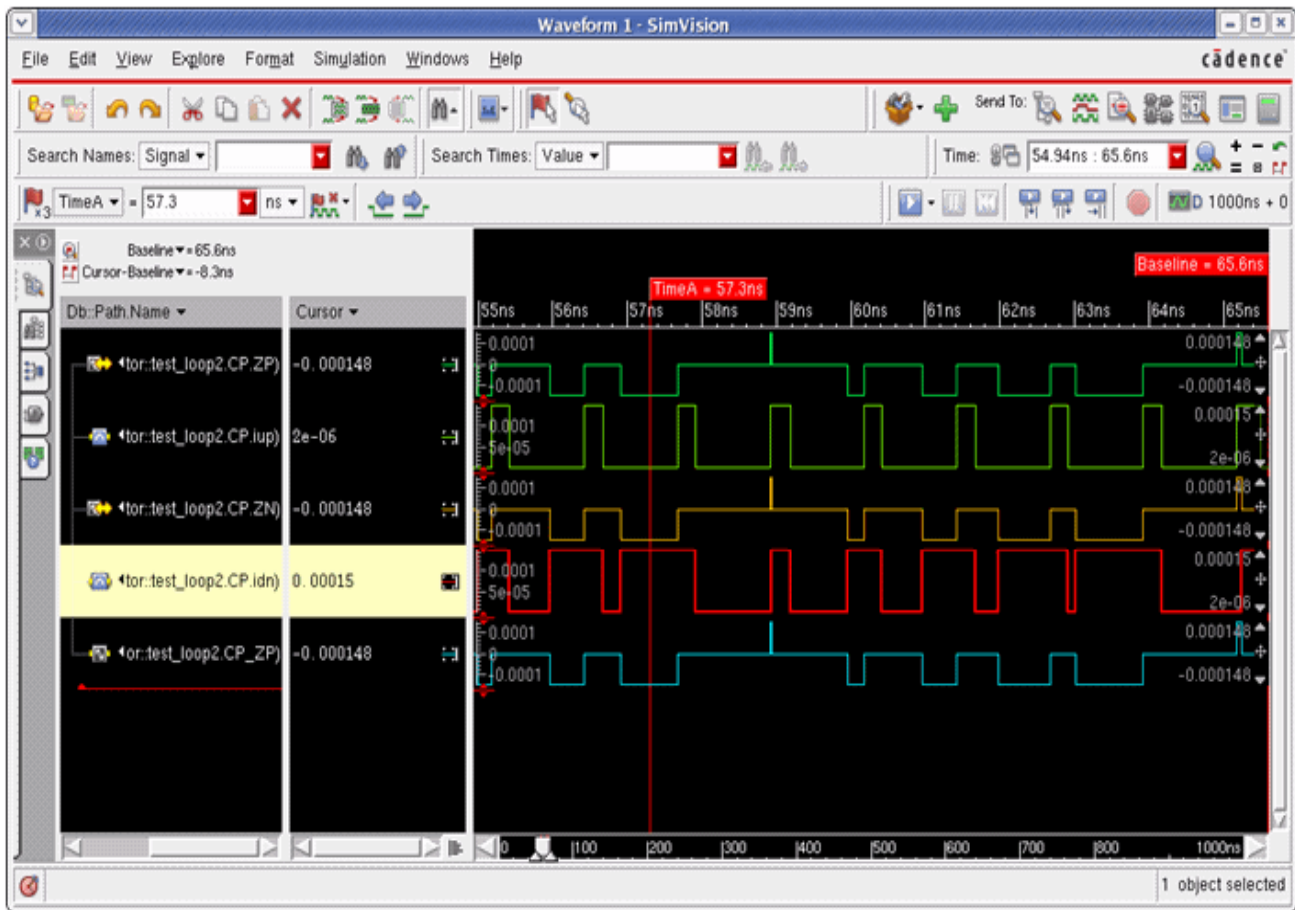 Waveform 1 - SimVision
File Edit View Explore Format Simulation Windows Help cādence
Send To:
Search Names: Signal Search Times: Value Time: 54.94ns : 65.6ns
x3 TimeA = 57.3 ns D 1000ns + 0
Baseline = 65.6ns
Cursor-Baseline = -8.3ns
Baseline = 65.6ns
TimeA = 57.3ns
Db::Path.Name Cursor
55ns 56ns 57ns 58ns 59ns 60ns 61ns 62ns 63ns 64ns 65ns
0.0001 0.000148
tor::test_loop2.CP.ZP) -0.000148 0
-0.0001 -0.000148
0.0001 0.00015
tor::test_loop2.CP.iup) 2e-06
5e-05 2e-06
0.0001 0.000148
tor::test_loop2.CP.ZN) -0.000148 0
-0.0001 -0.000148
0.0001 0.00015
tor::test_loop2.CP.idn) 0.00015
5e-05 2e-06
0.0001 0.000148
or::test_loop2.CP_ZP) -0.000148 0
-0.0001 -0.000148
0 100 200 300 400 500 600 700 800 1000ns
1 object selected